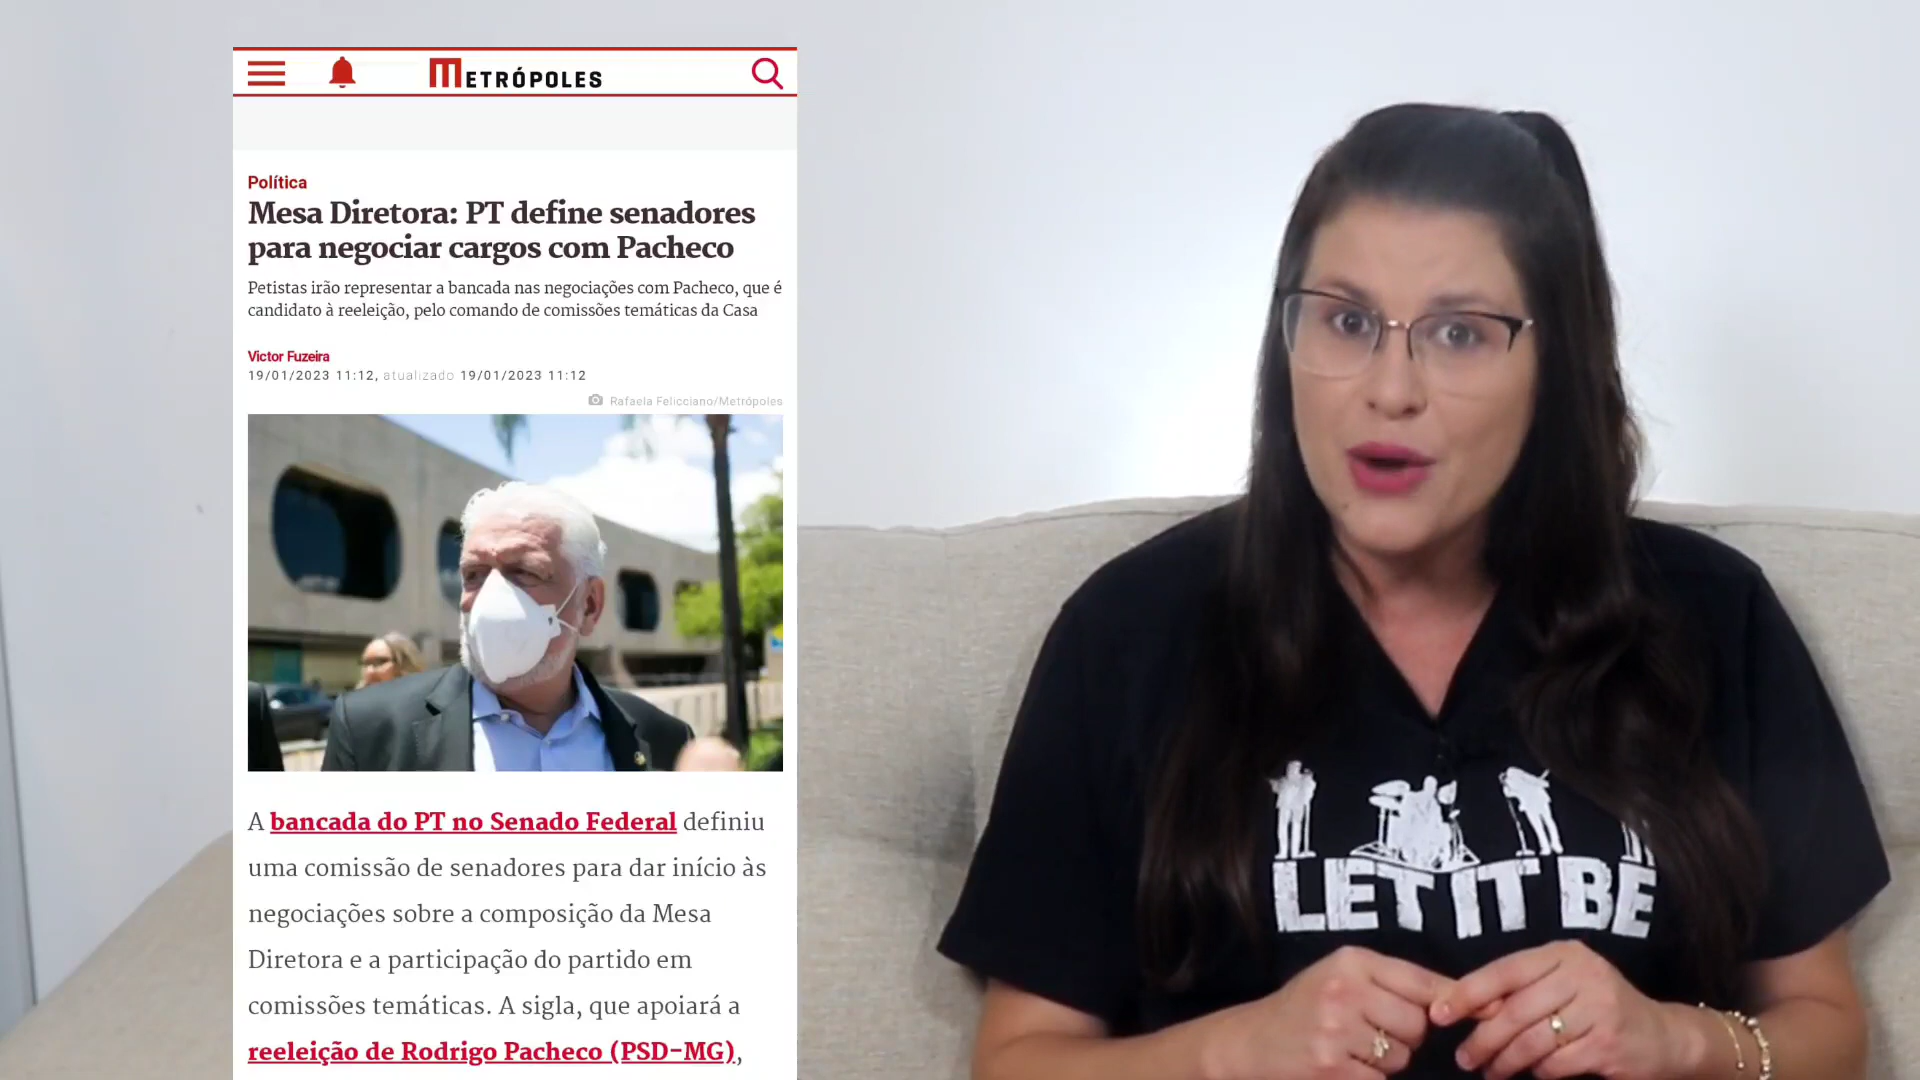 METRÓPOLES
Política
Mesa Diretora: PT define senadores
para negociar cargos com Pacheco
Petistas irão representar a bancada nas negociações com Pacheco, que é
candidato à reeleição, pelo comando de comissões temáticas da Casa
Victor Fuzeira
19/01/2023 11:12, atualizado 19/01/2023 11:12
Rafaela Felicciano/Metrópoles
A bancada do PT no Senado Federal definiu
uma comissão de senadores para dar início às
negociações sobre a composição da Mesa
Diretora e a participação do partido em
comissões temáticas. A sigla, que apoiará a
reeleição de Rodrigo Pacheco (PSD-MG),
LET IT BE